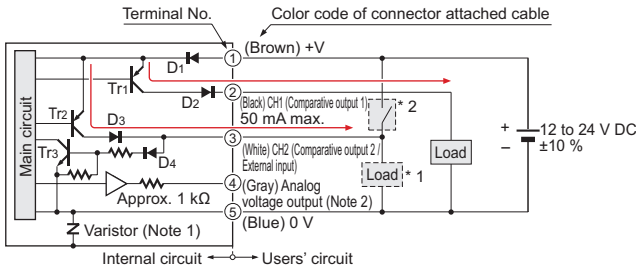 Terminal No.
Color code of connector attached cable
1
(Brown) +V
D1
Tr1
2
D2
(Black) CH1 (Comparative output 1)
50 mA max.
* 2
Tr2
D3
3
Main circuit
Tr3
D4
(White) CH2 (Comparative output 2 /
External input)
Load
Load
* 1
+
–
12 to 24 V DC
±10 %
4
(Gray) Analog
voltage output (Note 2)
Approx. 1 kΩ
5
(Blue) 0 V
Varistor (Note 1)
Z
Internal circuit
Users' circuit